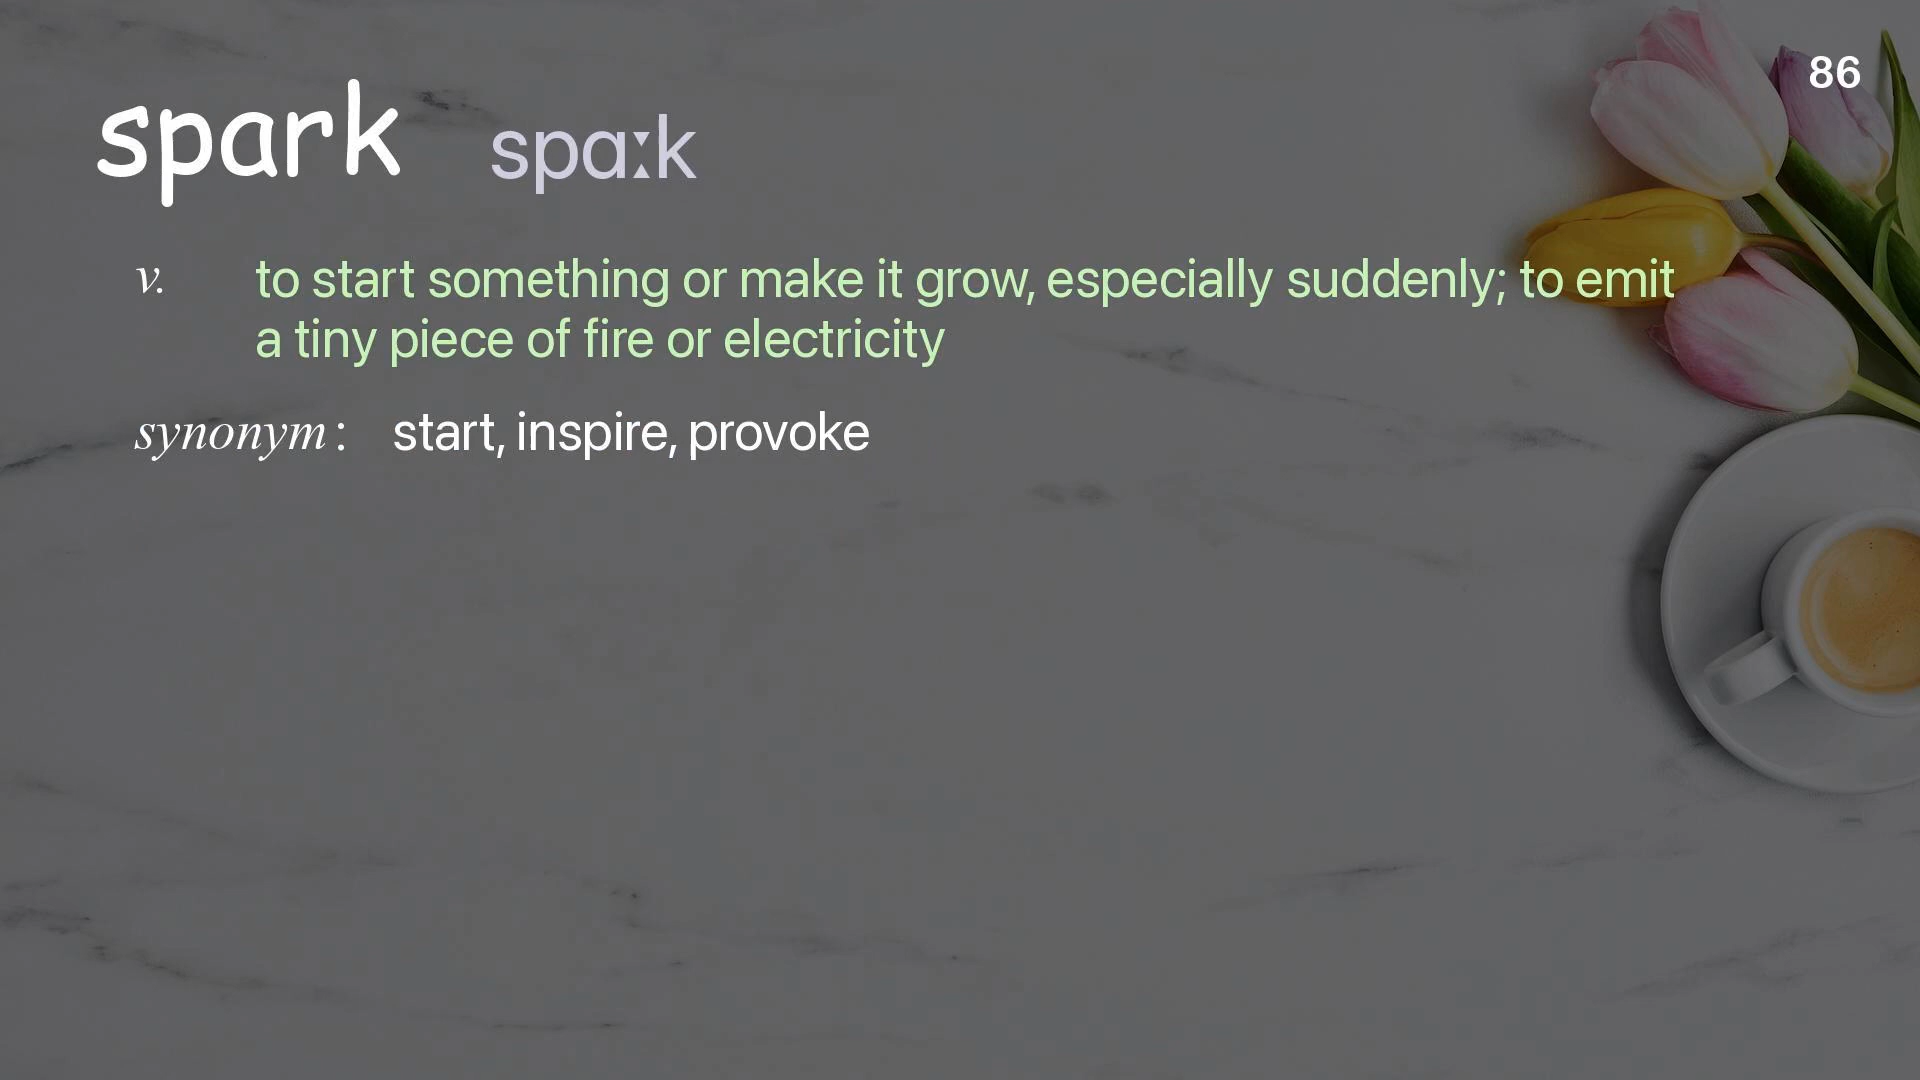 86
spark spɑːk
v. to start something or make it grow, especially suddenly; to emit
a tiny piece of fire or electricity
synonym : start, inspire, provoke